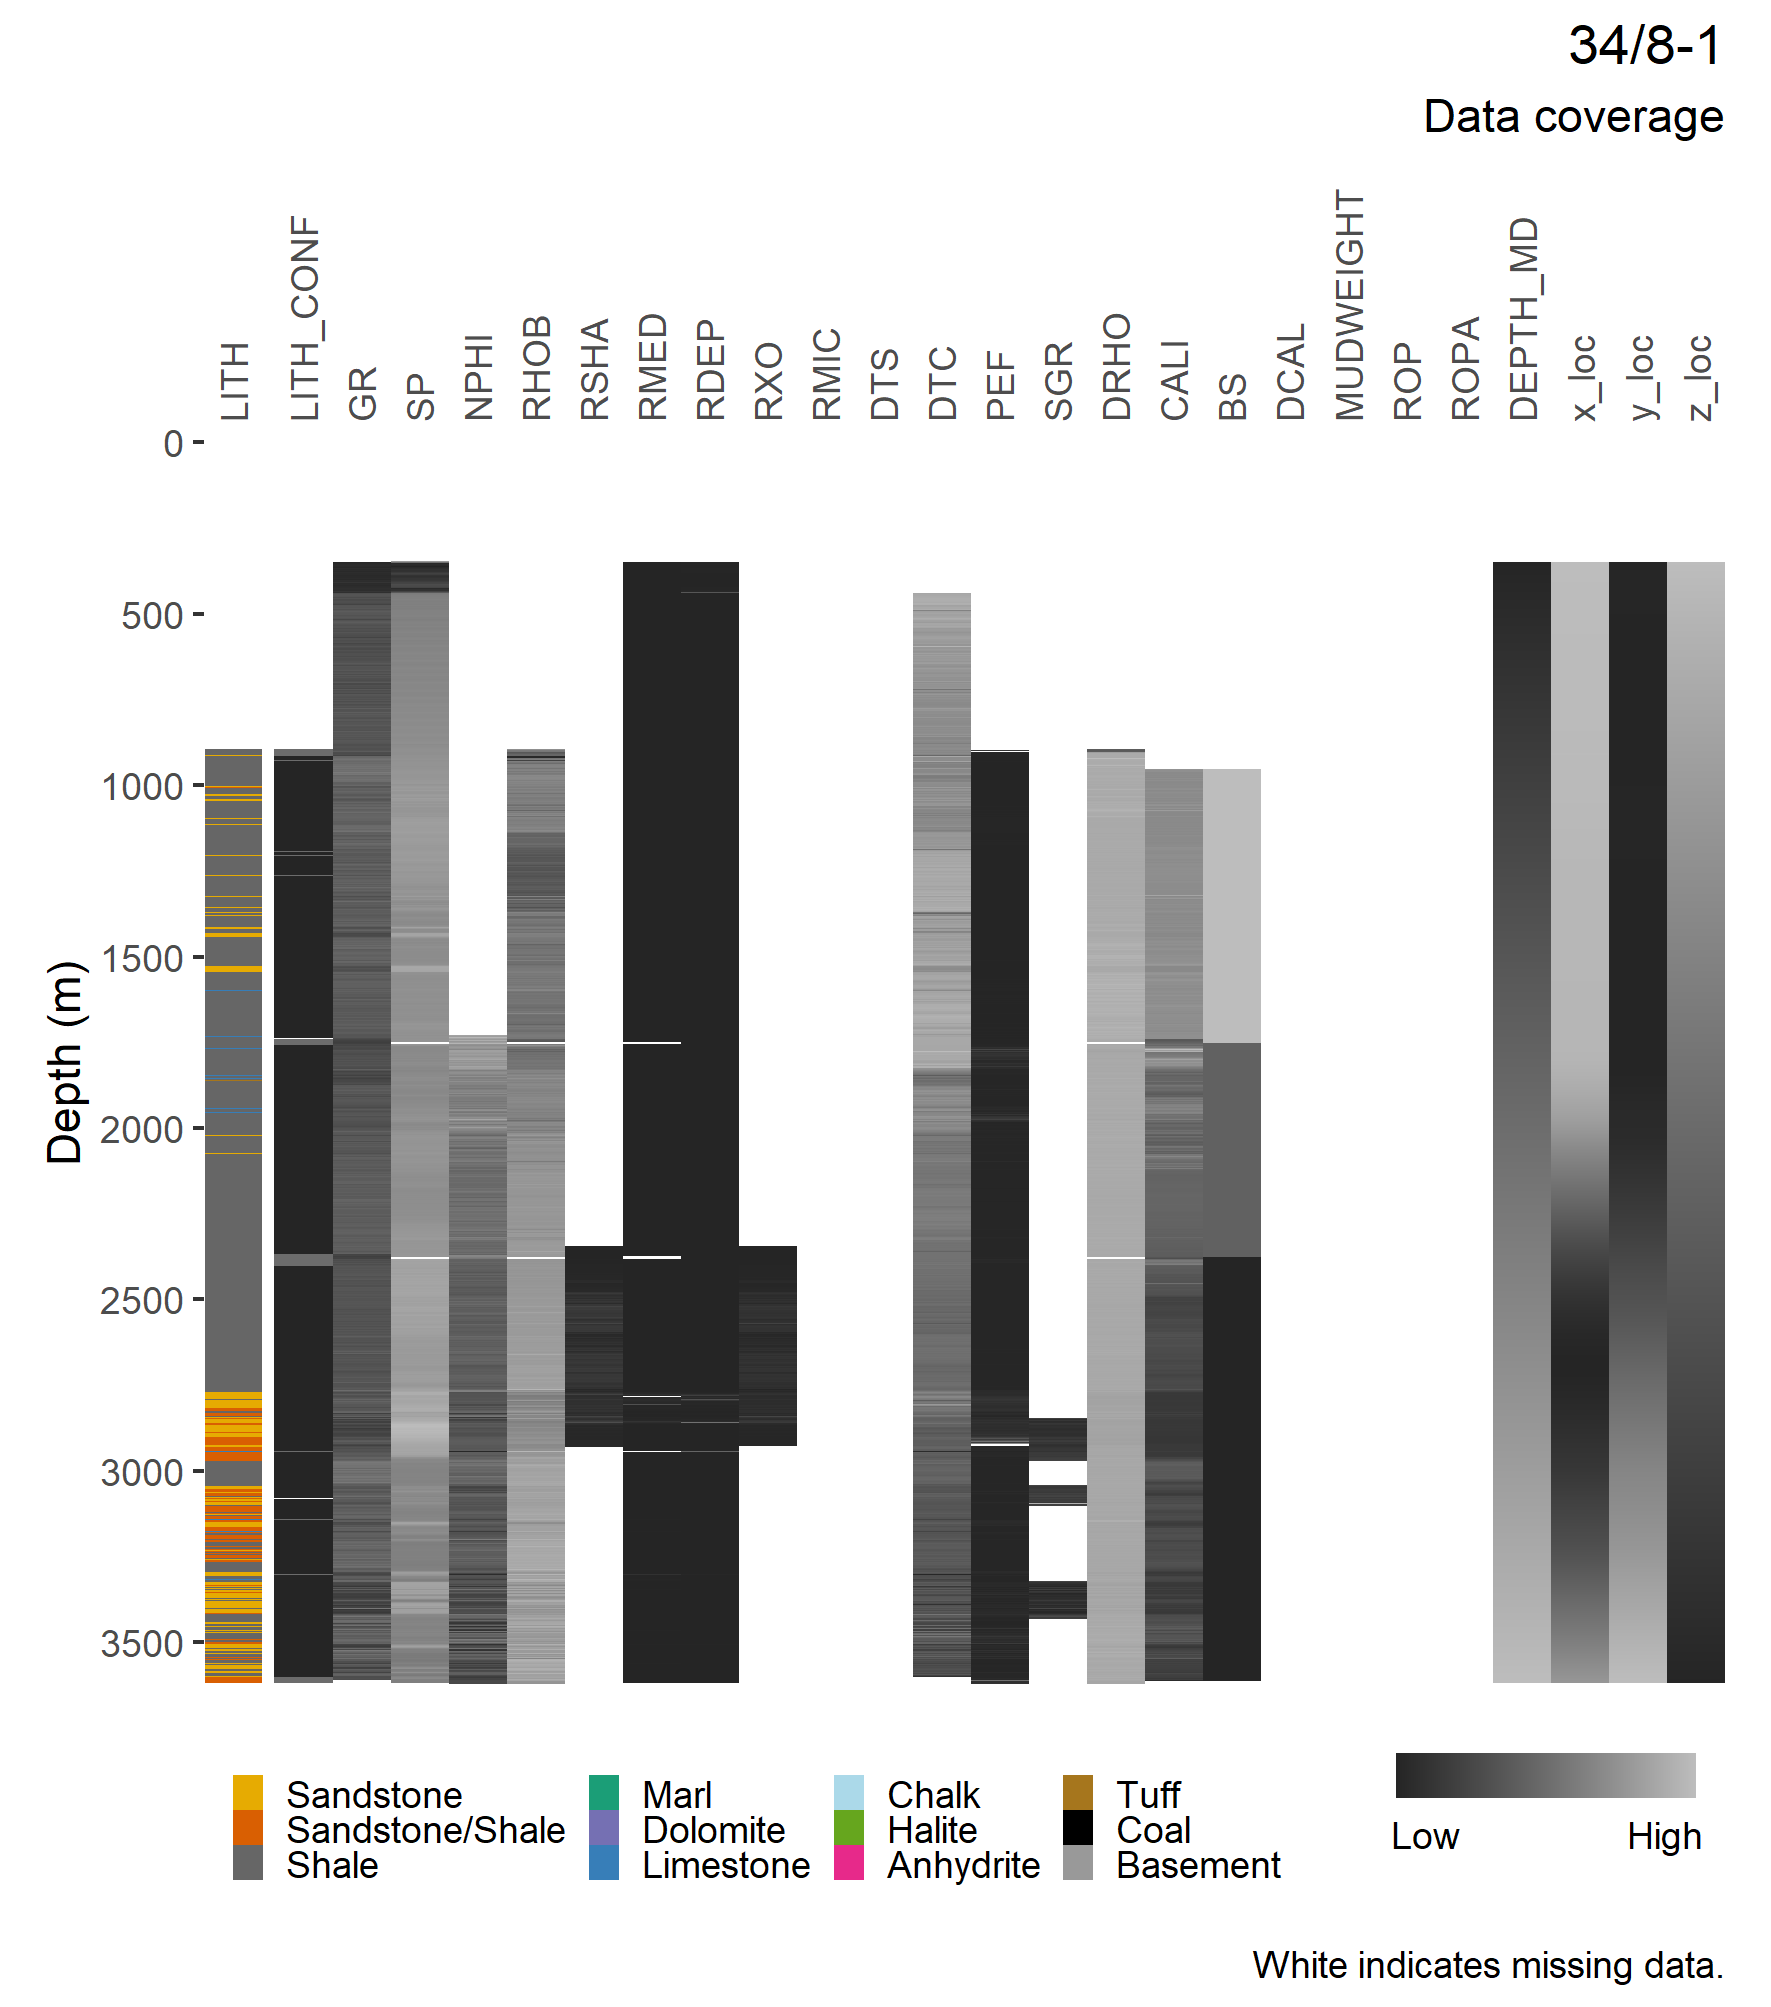 34/8-1
Data coverage
LITH
LITH_CONF
GR
SP
NPHI
RHOB
RSHA
RMED
RDEP
RXO
RMIC
DTS
DTC
PEF
SGR
DRHO
CALI
BS
DCAL
MUDWEIGHT
ROP
ROPA
DEPTH_MD
x_loc
y_loc
z_loc
Depth (m)
0
500
1000
1500
2000
2500
3000
3500
Sandstone
Sandstone/Shale
Shale
Marl
Dolomite
Limestone
Chalk
Halite
Anhydrite
Tuff
Coal
Basement
Low High
White indicates missing data.